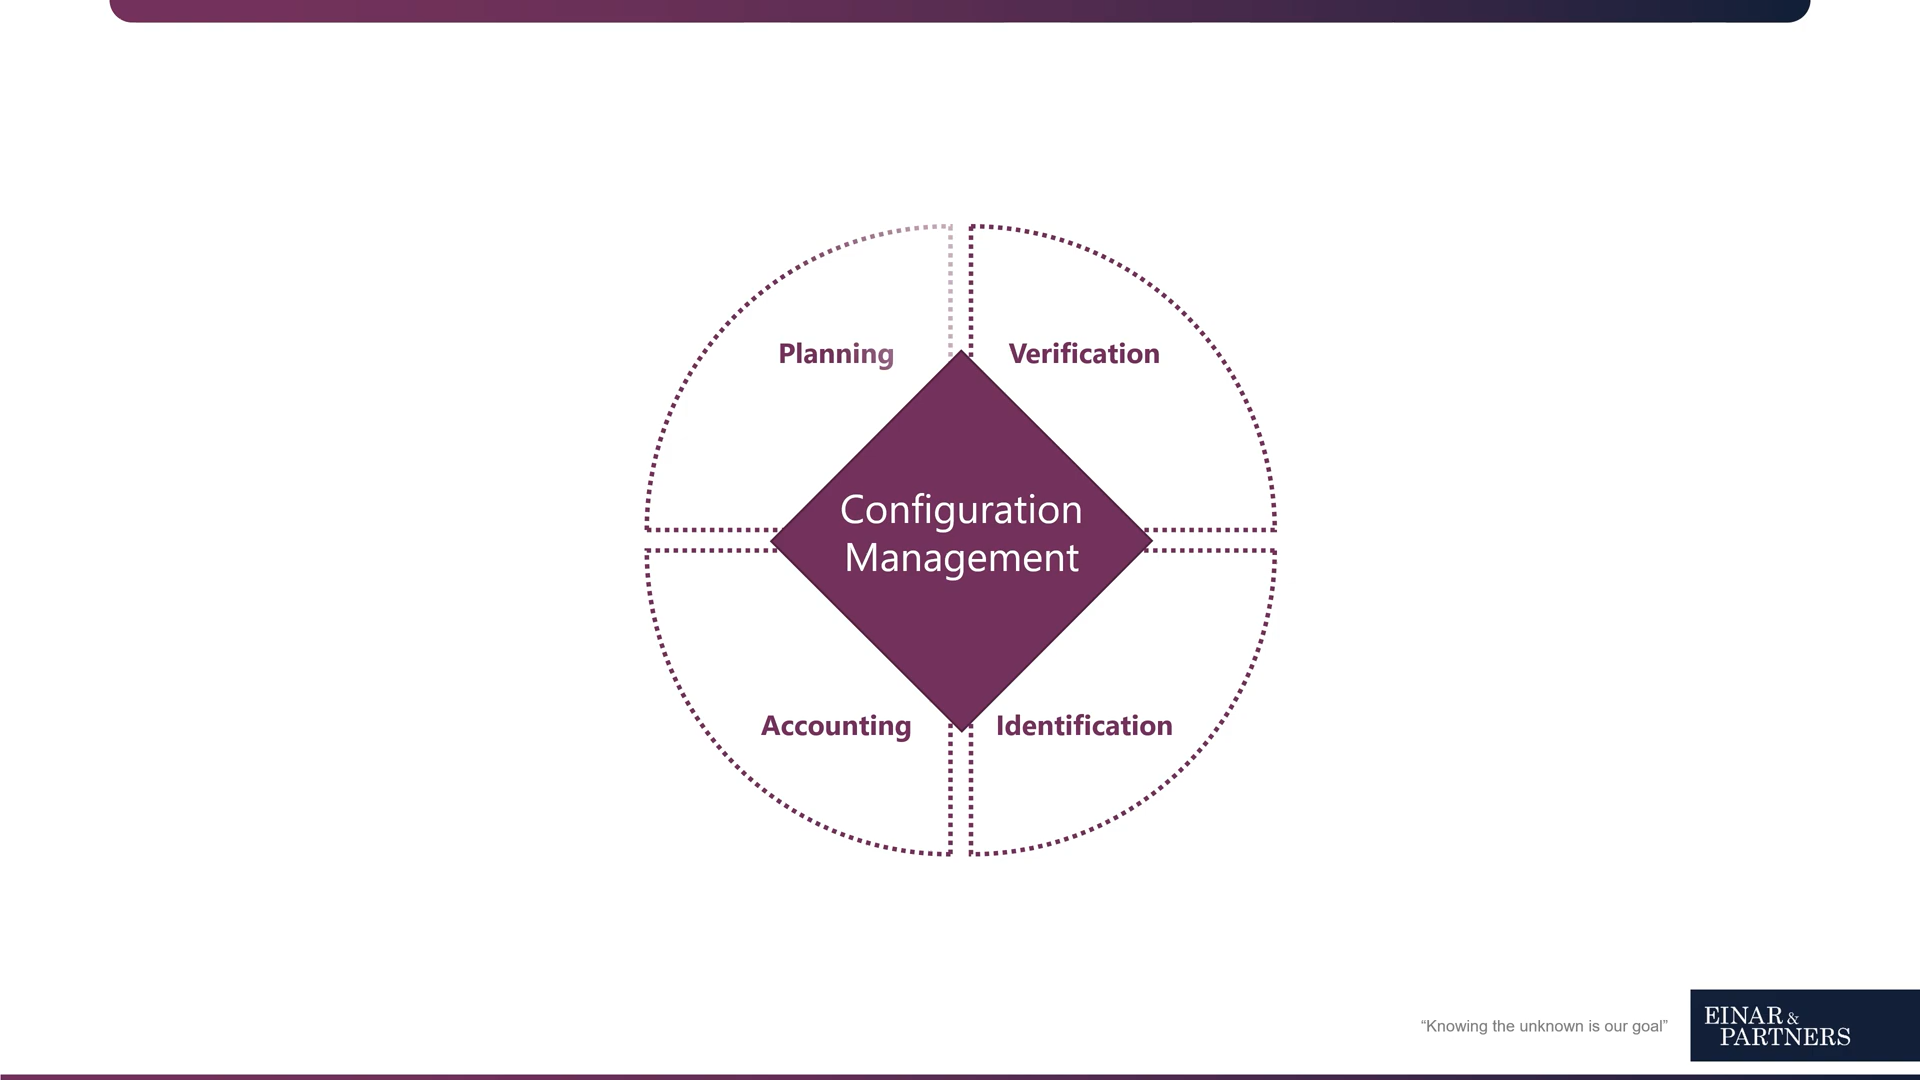 Planning
Verification
Configuration
Management
Accounting
Identification
“Knowing the unknown is our goal”
EINAR &
PARTNERS